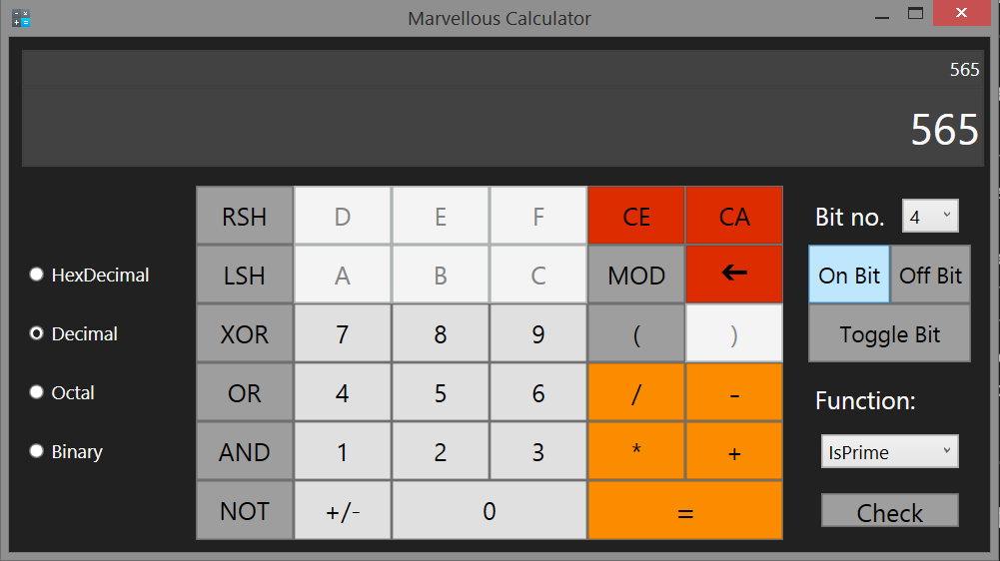 Marvellous Calculator
565
565
RSH D E F CE CA Bit no. 4
HexDecimal LSH A B C MOD ← On Bit Off Bit
Decimal XOR 7 8 9 ( ) Toggle Bit
Octal OR 4 5 6 / - Function:
Binary AND 1 2 3 * + IsPrime
NOT +/- 0 = Check